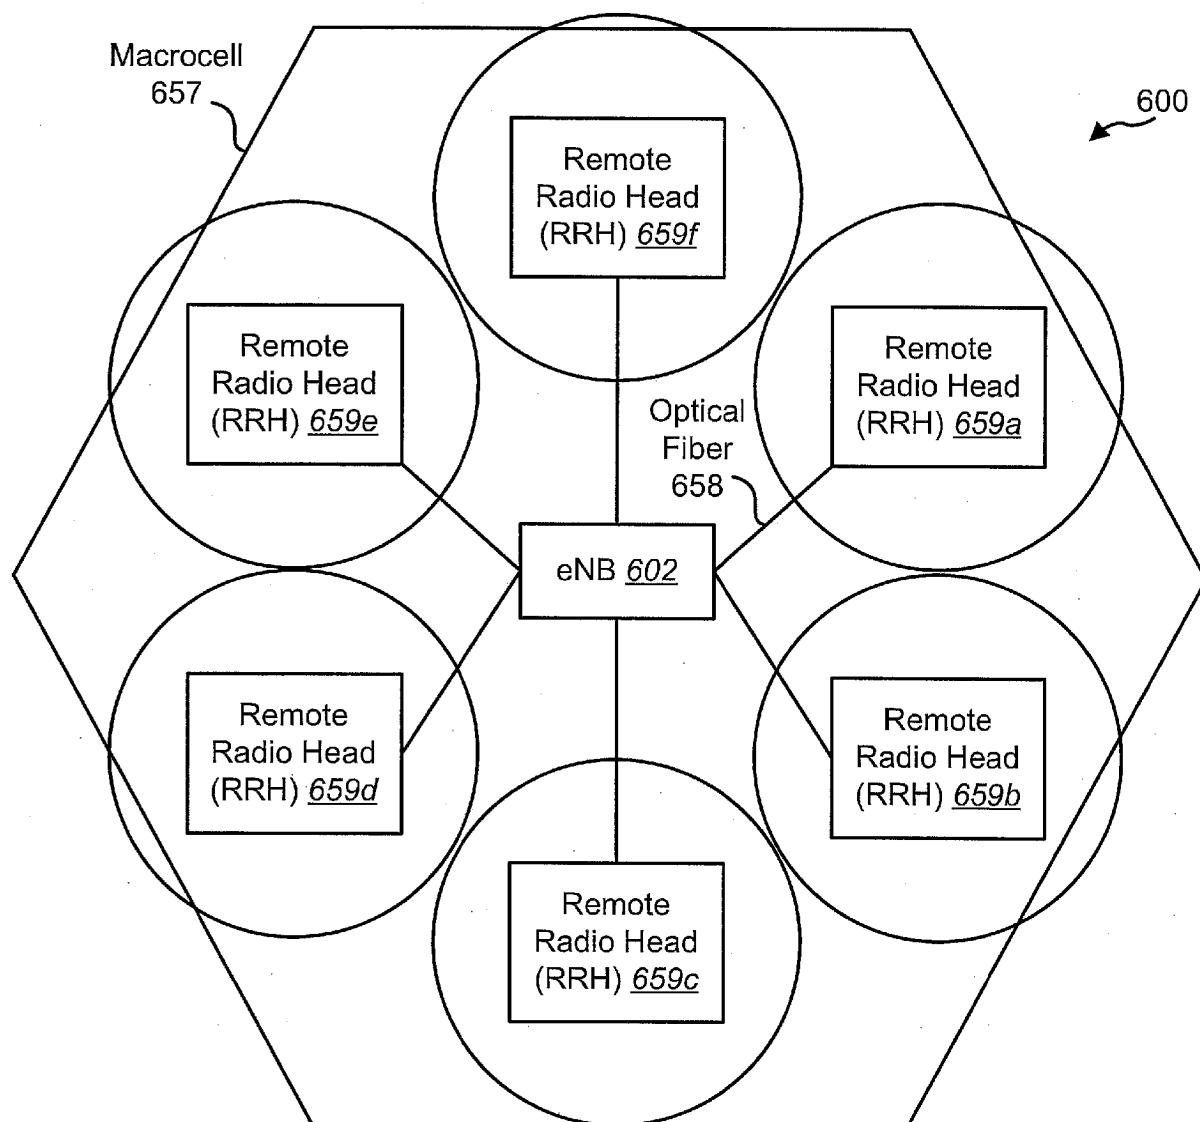 Macrocell
657
600
Remote
Radio Head
(RRH) 659f
Remote
Radio Head
(RRH) 659e
Remote
Radio Head
(RRH) 659a
Optical
Fiber
658
eNB 602
Remote
Radio Head
(RRH) 659d
Remote
Radio Head
(RRH) 659b
Remote
Radio Head
(RRH) 659c